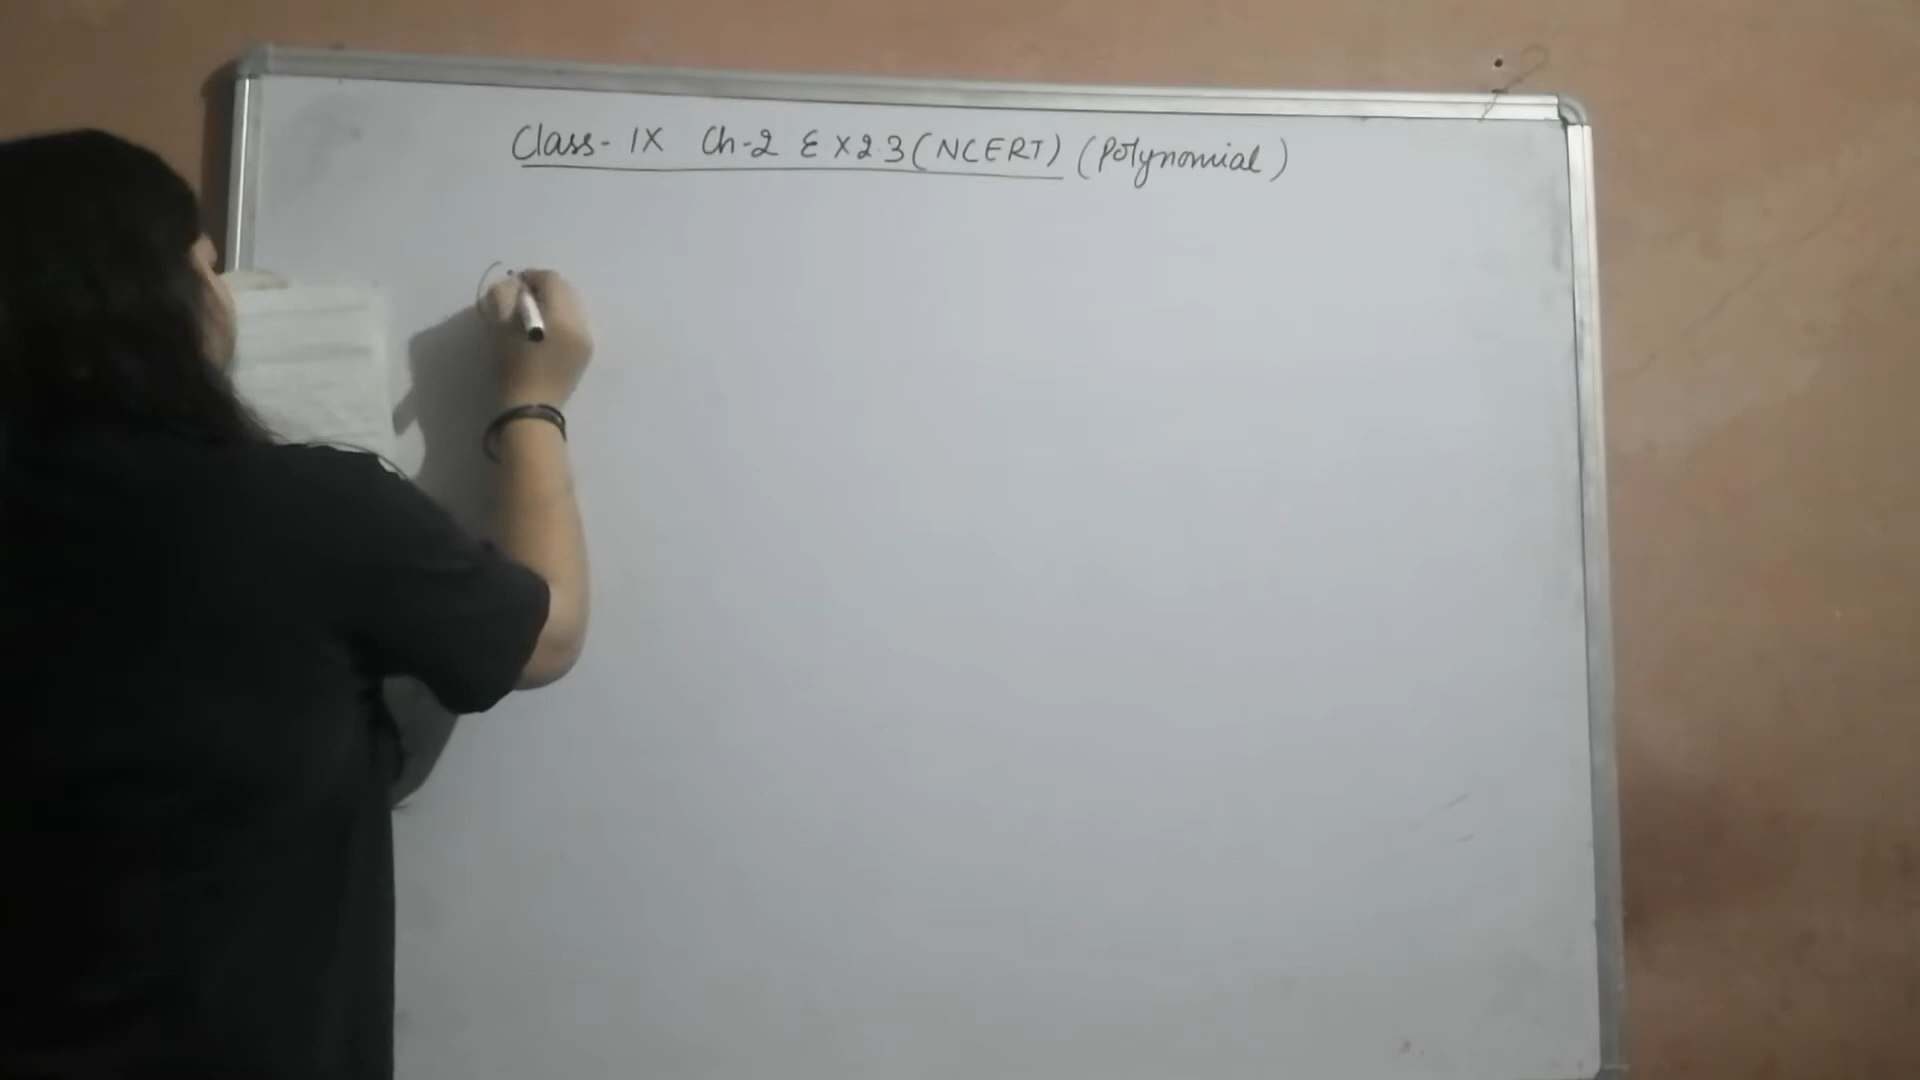 Class- IX Ch-2 Ex 2.3 (NCERT) (Polynomial)
(